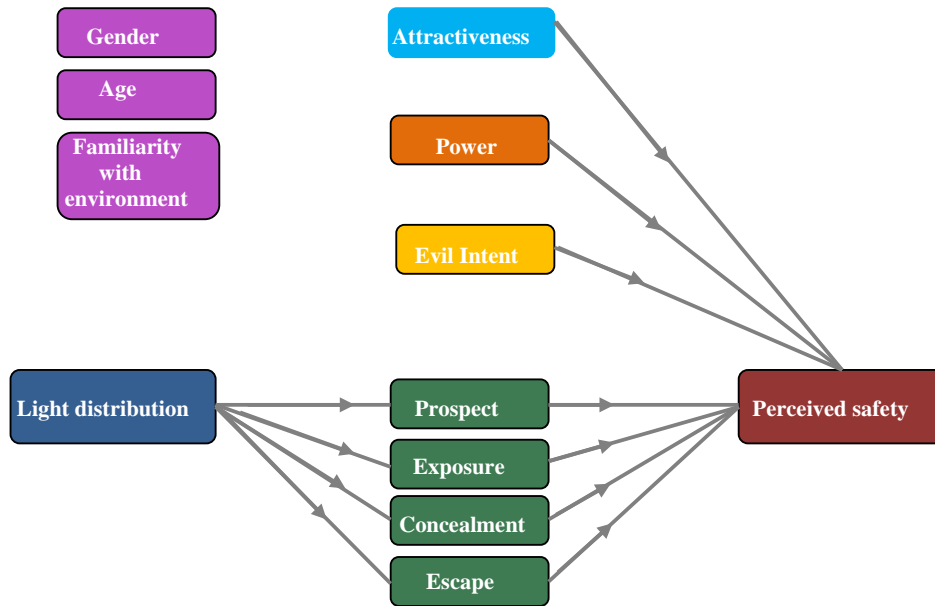 Gender
Attractiveness
Age
Power
Familiarity
with
environment
Evil Intent
Light distribution
Prospect
Perceived safety
Exposure
Concealment
Escape